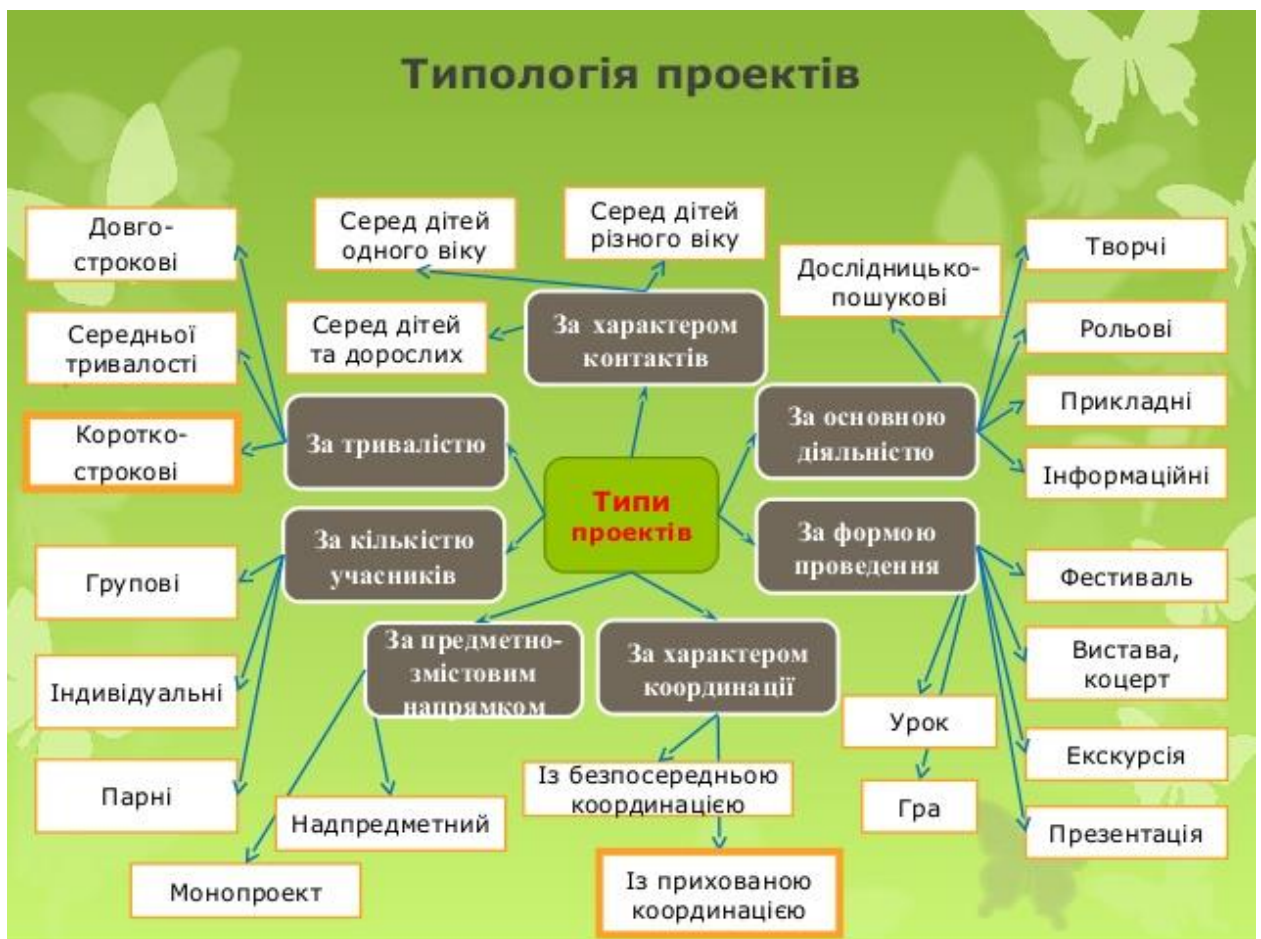 Типологія проектів
Довго-
строкові
Середньої
тривалості
Коротко-
строкові
За тривалістю
Серед дітей
одного віку
Серед дітей
різного віку
Серед дітей
та дорослих
За характером
контактів
Дослідницько-
пошукові
За основною
діяльністю
Творчі
Рольові
Прикладні
Інформаційні
Типи
проектів
За кількістю
учасників
Групові
Індивідуальні
Парні
За предметно-
змістовим
напрямком
Надпредметний
Монопроект
За характером
координації
Із безпосередньою
координацією
Із прихованою
координацією
За формою
проведення
Урок
Гра
Фестиваль
Вистава,
коцерт
Екскурсія
Презентація